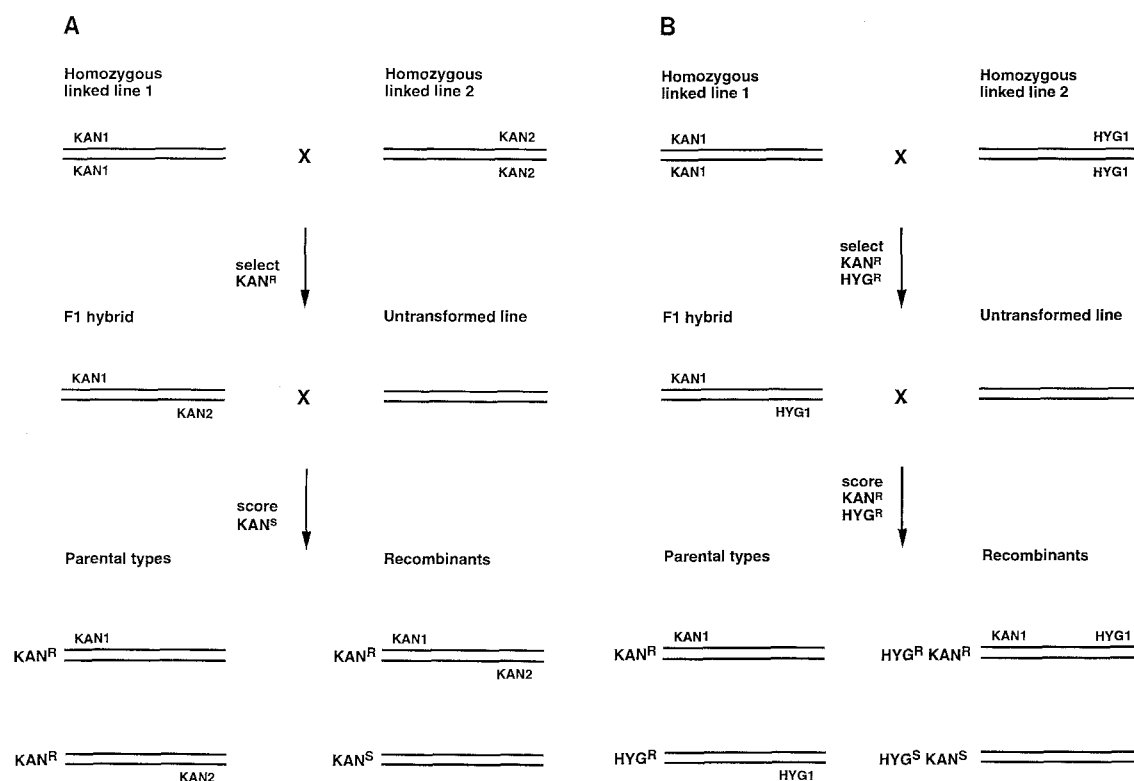 A
Homozygous
linked line 1
Homozygous
linked line 2
KAN1
KAN1
X
KAN2
KAN2
select
KANR
F1 hybrid
Untransformed line
KAN1
KAN2
X
score
KANS
Parental types
Recombinants
KANR
KAN1
KANR
KAN1
KAN2
KANR
KAN2
KANS
B
Homozygous
linked line 1
Homozygous
linked line 2
KAN1
KAN1
X
HYG1
HYG1
select
KANR
HYGR
F1 hybrid
Untransformed line
KAN1
HYG1
X
score
KANR
HYGR
Parental types
Recombinants
KANR
KAN1
HYGR KANR
KAN1 HYG1
HYGR
HYG1
HYGS KANS